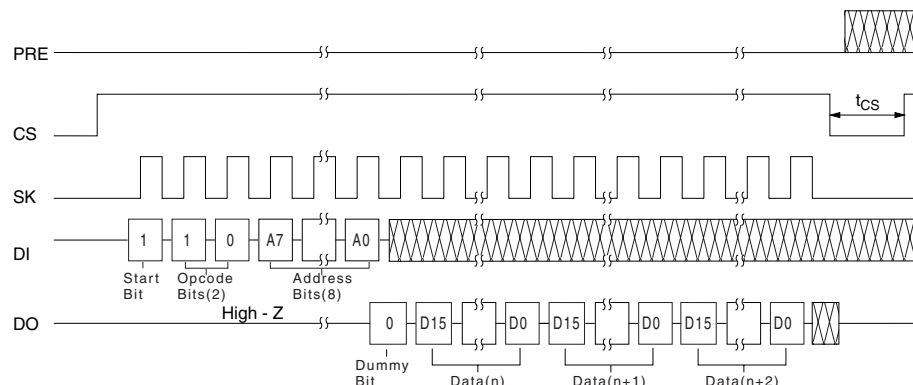 PRE
CS
tCS
SK
DI
1 1 0 A7 A0
Start Bit
Opcode Bits(2)
Address Bits(8)
DO
High - Z
0 D15 D0 D15 D0 D15 D0
Dummy Bit
Data(n)
Data(n+1)
Data(n+2)